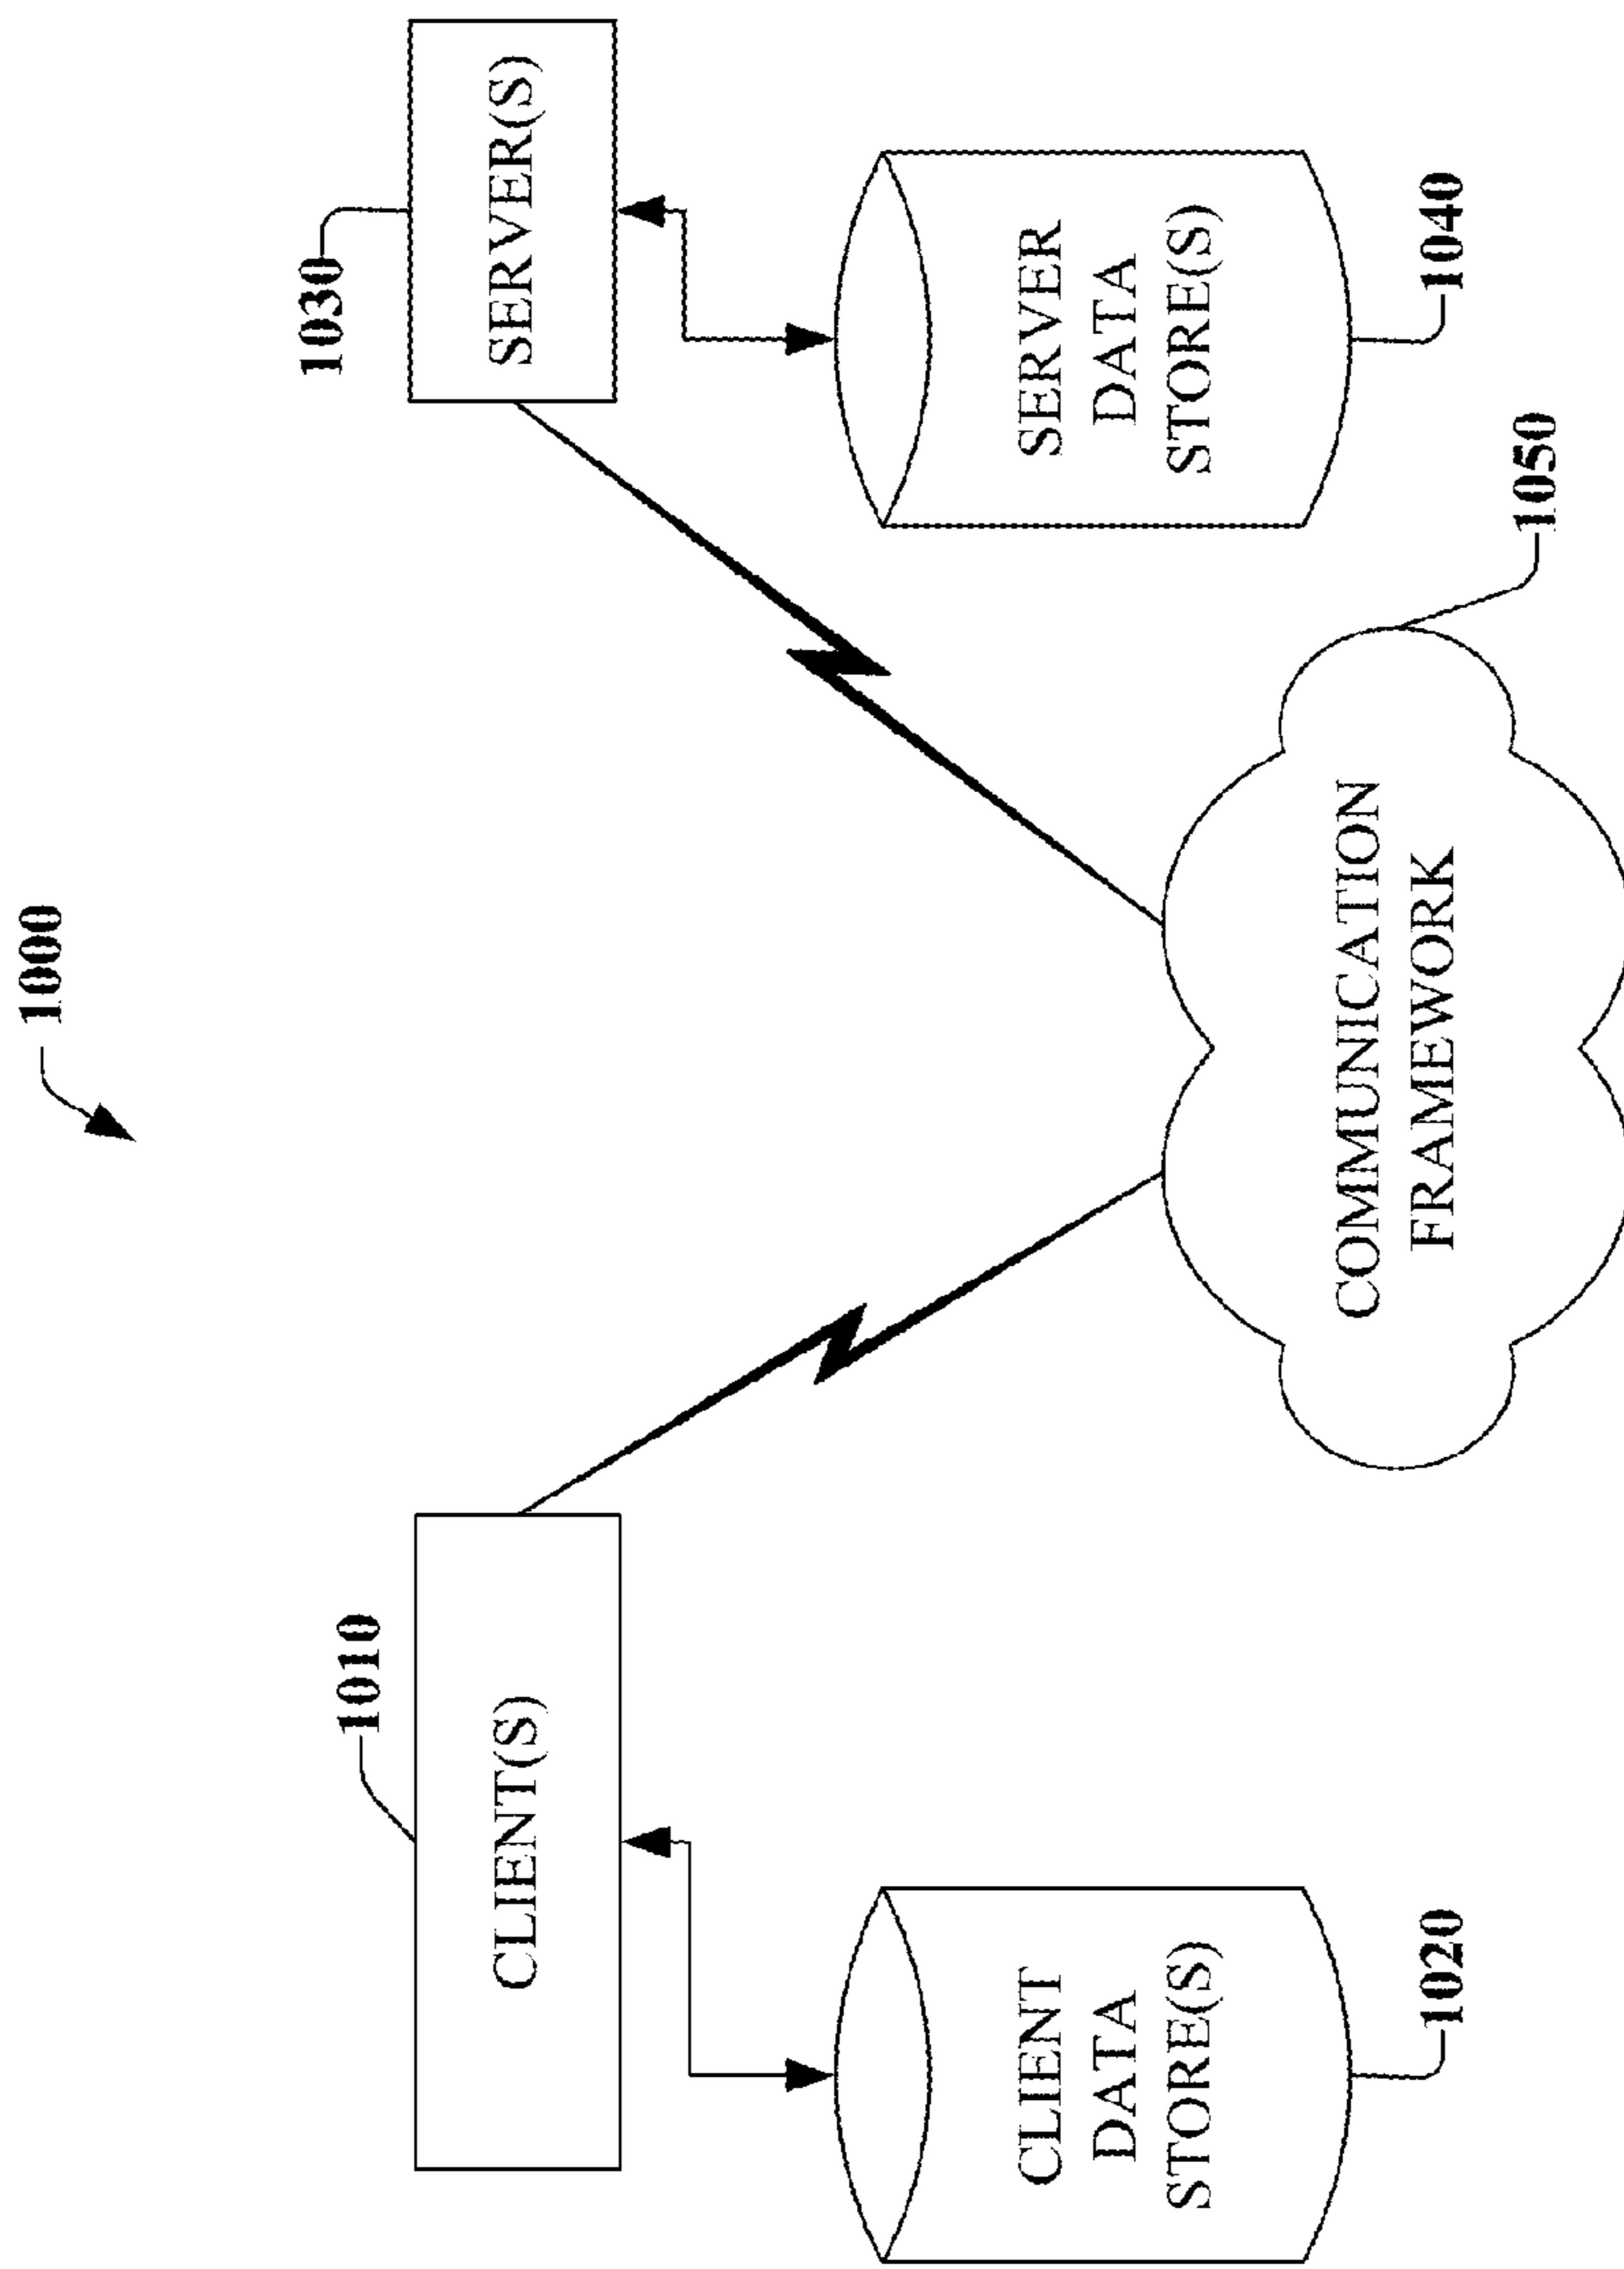 1000
1010
1030
CLIENT(S)
SERVER(S)
CLIENT
DATA
STORE(S)
SERVER
DATA
STORE(S)
COMMUNICATION
FRAMEWORK
1020
1040
1050